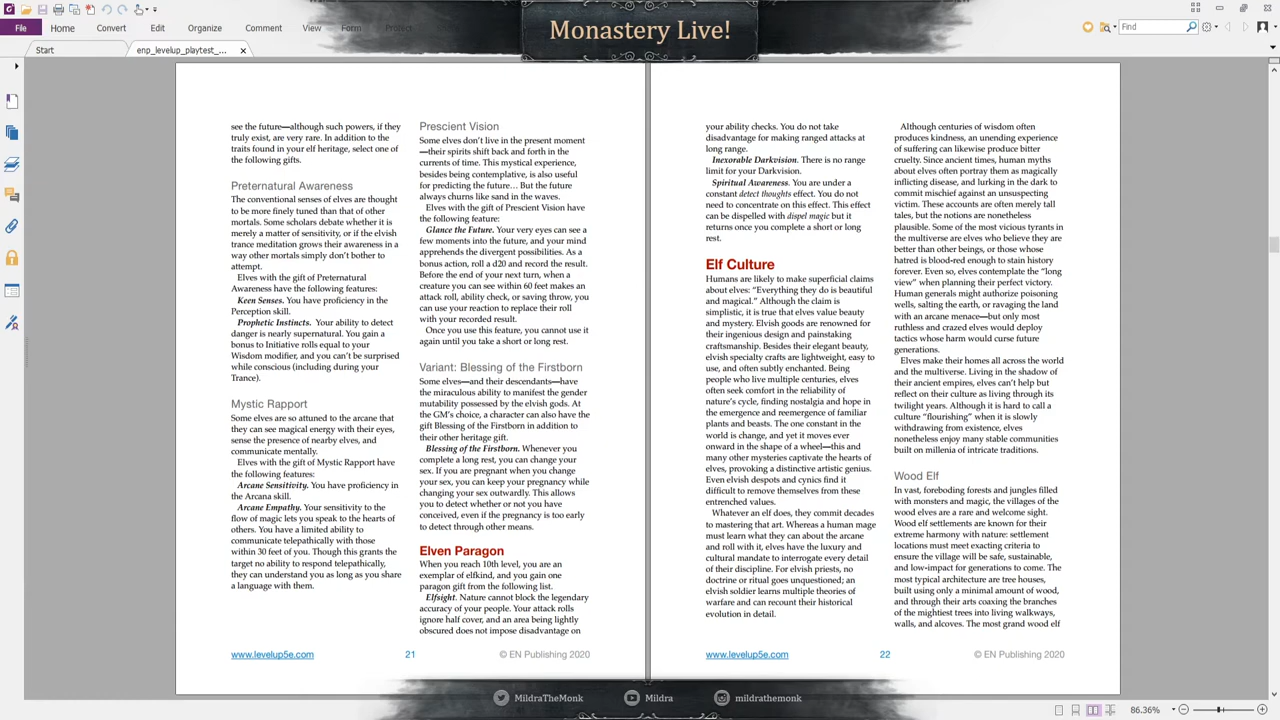 Monastery Live!
File
Home
Convert
Edit
Organize
Comment
View
Form
Protect
Find
Start
enp_levelup_playtest_...
see the future—although such powers, if they
truly exist, are very rare. In addition to the
traits found in your elf heritage, select one of
the following gifts.
Preternatural Awareness
The conventional senses of elves are thought
to be more finely tuned than that of other
mortals. Some scholars debate whether it is
merely a matter of sensitivity, or if the elvish
trance meditation grows their awareness in a
way other mortals simply don't bother to
attempt.
Elves with the gift of Preternatural
Awareness have the following features:
Keen Senses. You have proficiency in the
Perception skill.
Prophetic Instincts. Your ability to detect
danger is nearly supernatural. You gain a
bonus to Initiative rolls equal to your
Wisdom modifier, and you can't be surprised
while conscious (including during your
Trance).
Mystic Rapport
Some elves are so attuned to the arcane that
they can see magical energy with their eyes,
sense the presence of nearby elves, and
communicate mentally.
Elves with the gift of Mystic Rapport have
the following features:
Arcane Sensitivity. You have proficiency in
the Arcana skill.
Arcane Empathy. Your sensitivity to the
flow of magic lets you speak to the hearts of
others. You have a limited ability to
communicate telepathically with those
within 30 feet of you. Though this grants the
target no ability to respond telepathically,
they can understand you as long as you share
a language with them.
Prescient Vision
Some elves don't live in the present moment
—their spirits shift back and forth in the
currents of time. This mystical experience,
besides being contemplative, is also useful
for predicting the future... But the future
always churns like sand in the waves.
Elves with the gift of Prescient Vision have
the following feature:
Glance the Future. Your very eyes can see a
few moments into the future, and your mind
apprehends the divergent possibilities. As a
bonus action, roll a d20 and record the result.
Before the end of your next turn, when a
creature you can see within 60 feet makes an
attack roll, ability check, or saving throw, you
can use your reaction to replace their roll
with your recorded result.
Once you use this feature, you cannot use it
again until you take a short or long rest.
Variant: Blessing of the Firstborn
Some elves—and their descendants—have
the miraculous ability to manifest the gender
mutability possessed by the elvish gods. At
the GM's choice, a character can also have the
gift Blessing of the Firstborn in addition to
their other heritage gift.
Blessing of the Firstborn. Whenever you
complete a long rest, you can change your
sex. If you are pregnant when you change
your sex, you can keep your pregnancy while
changing your sex outwardly. This allows
you to detect whether or not you have
conceived, even if the pregnancy is too early
to detect through other means.
Elven Paragon
When you reach 10th level, you are an
exemplar of elfkind, and you gain one
paragon gift from the following list.
Elfsight. Nature cannot block the legendary
accuracy of your people. Your attack rolls
ignore half cover, and an area being lightly
obscured does not impose disadvantage on
www.levelup5e.com
21
© EN Publishing 2020
your ability checks. You do not take
disadvantage for making ranged attacks at
long range.
Inexorable Darkvision. There is no range
limit for your Darkvision.
Spiritual Awareness. You are under a
constant detect thoughts effect. You do not
need to concentrate on this effect. This effect
can be dispelled with dispel magic but it
returns once you complete a short or long
rest.
Elf Culture
Humans are likely to make superficial claims
about elves: "Everything they do is beautiful
and magical." Although the claim is
simplistic, it is true that elves value beauty
and mystery. Elvish goods are renowned for
their ingenious design and painstaking
craftsmanship. Besides their elegant beauty,
elvish specialty crafts are lightweight, easy to
use, and often subtly enchanted. Being
people who live multiple centuries, elves
often seek comfort in the reliability of
nature's cycle, finding nostalgia and hope in
the emergence and reemergence of familiar
plants and beasts. The one constant in the
world is change, and yet it moves ever
onward in the shape of a wheel—this and
many other mysteries captivate the hearts of
elves, provoking a distinctive artistic genius.
Even elvish despots and cynics find it
difficult to remove themselves from these
entrenched values.
Whatever an elf does, they commit decades
to mastering that art. Whereas a human mage
must learn what they can about the arcane
and roll with it, elves have the luxury and
cultural mandate to interrogate every detail
of their discipline. For elvish priests, no
doctrine or ritual goes unquestioned; an
elvish soldier learns multiple theories of
warfare and can recount their historical
evolution in detail.
Although centuries of wisdom often
produces kindness, an unending experience
of suffering can likewise produce bitter
cruelty. Since ancient times, human myths
about elves often portray them as magically
inflicting disease, and lurking in the dark to
commit mischief against an unsuspecting
victim. These accounts are often merely tall
tales, but the notions are nonetheless
plausible. Some of the most vicious tyrants in
the multiverse are elves who believe they are
better than other beings, or those whose
hatred is blood-red enough to stain history
forever. Even so, elves contemplate the "long
view" when planning their perfect victory.
Human generals might authorize poisoning
wells, salting the earth, or ravaging the land
with an arcane menace—but only most
ruthless and crazed elves would deploy
tactics whose harm would curse future
generations.
Elves make their homes all across the world
and the multiverse. Living in the shadow of
their ancient empires, elves can't help but
reflect on their culture as living through its
twilight years. Although it is hard to call a
culture "flourishing" when it is slowly
withdrawing from existence, elves
nonetheless enjoy many stable communities
built on millenia of intricate traditions.
Wood Elf
In vast, foreboding forests and jungles filled
with monsters and magic, the villages of the
wood elves are a rare and welcome sight.
Wood elf settlements are known for their
extreme harmony with nature: settlement
locations must meet exacting criteria to
ensure the village will be safe, sustainable,
and low-impact for generations to come. The
most typical architecture are tree houses,
built using only a minimal amount of wood,
and through their arts coaxing the branches
of the mightiest trees into living walkways,
walls, and alcoves. The most grand wood elf
www.levelup5e.com
22
© EN Publishing 2020
MildraTheMonk
Mildra
mildrathemonk
86.36%